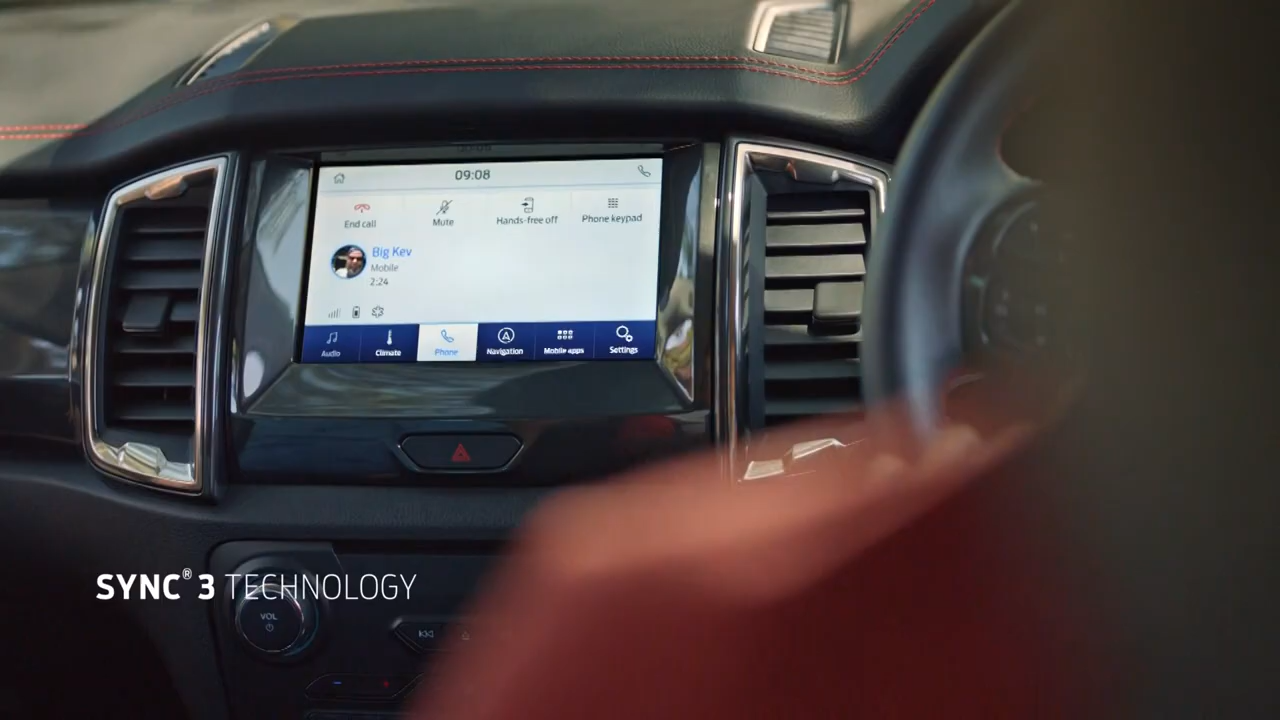 09:08
End call
Mute
Hands-free off
Phone keypad
Big Kev
Mobile
2:24
Audio
Climate
Phone
Navigation
Mobile apps
Settings
SYNC® 3 TECHNOLOGY
VOL